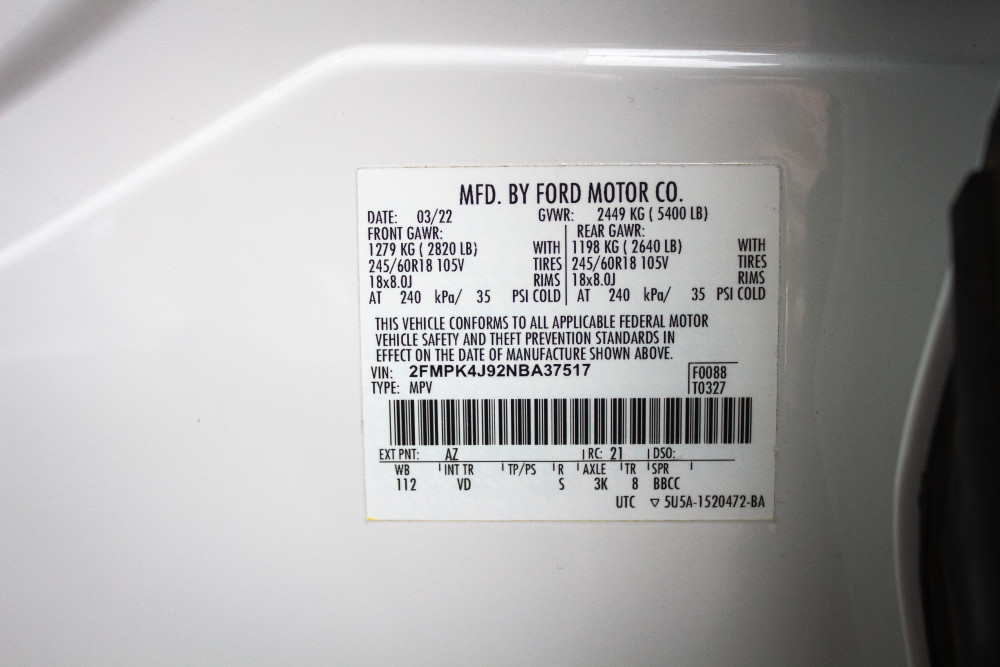 MFD. BY FORD MOTOR CO.
DATE: 03/22 GVWR: 2449 KG ( 5400 LB)
FRONT GAWR: REAR GAWR:
1279 KG ( 2820 LB) WITH 1198 KG ( 2640 LB) WITH
245/60R18 105V TIRES 245/60R18 105V TIRES
18x8.0J RIMS 18x8.0J RIMS
AT 240 kPa/ 35 PSI COLD AT 240 kPa/ 35 PSI COLD
THIS VEHICLE CONFORMS TO ALL APPLICABLE FEDERAL MOTOR
VEHICLE SAFETY AND THEFT PREVENTION STANDARDS IN
EFFECT ON THE DATE OF MANUFACTURE SHOWN ABOVE.
VIN: 2FMPK4J92NBA37517 F0088
TYPE: MPV T0327
EXT PNT: AZ RC: 21 DSO:
WB INT TR TP/PS R AXLE TR SPR
112 VD S 3K 8 BBCC
UTC ▽ 5U5A-1520472-BA